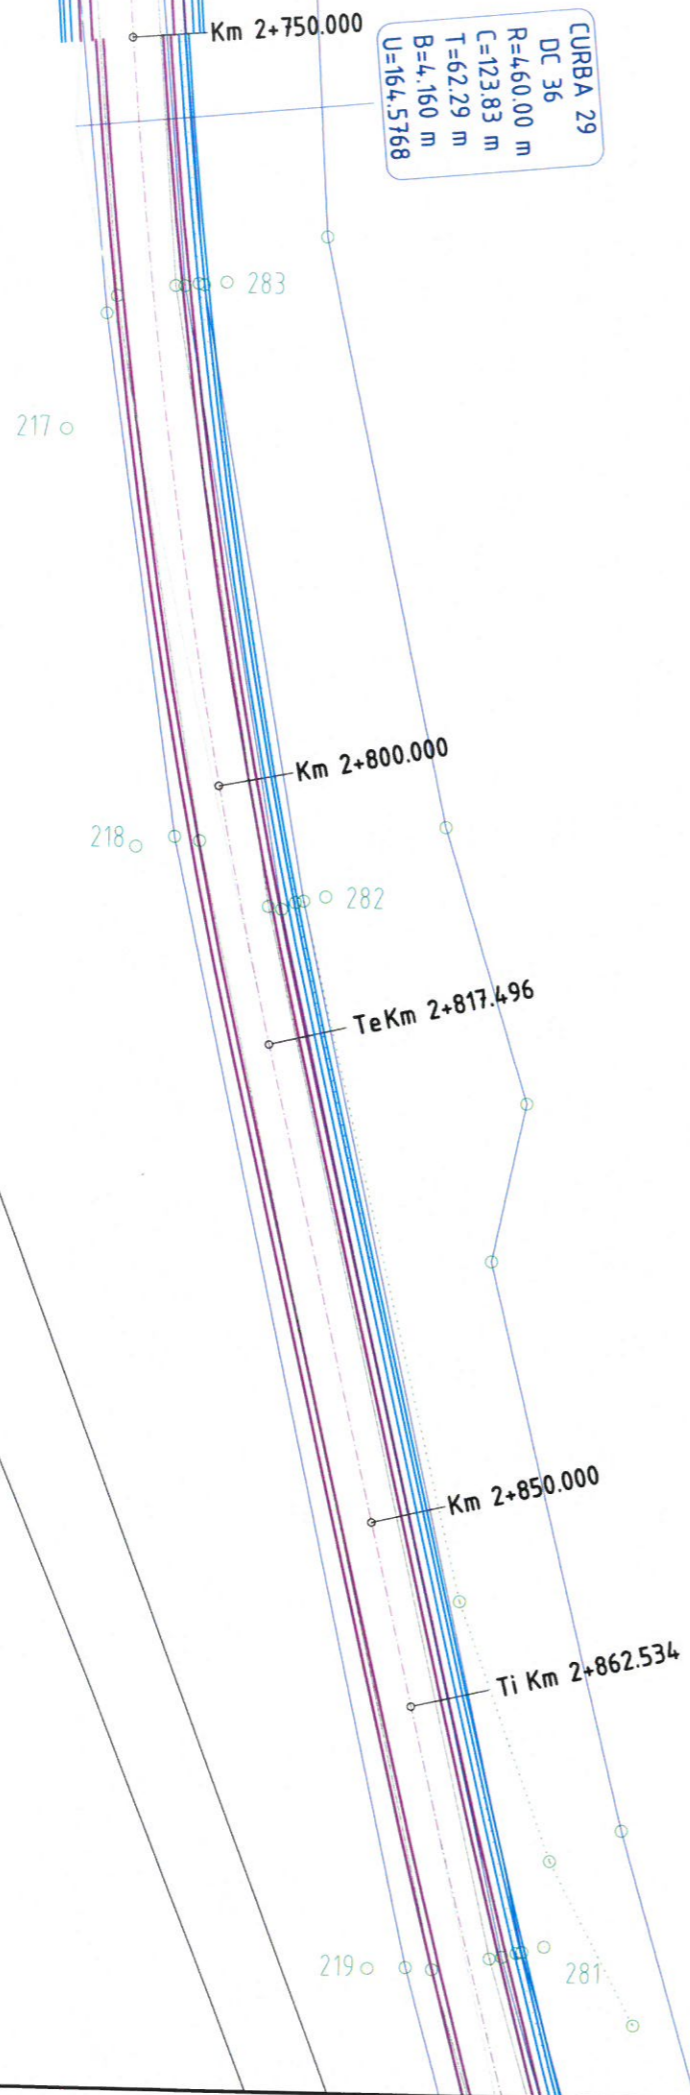 Km 2+750.000
CURBA 29
DC 36
R=460.00 m
C=123.83 m
T=62.29 m
B=4.160 m
U=164.5768
283
217
Km 2+800.000
218
282
TeKm 2+817.496
Km 2+850.000
Ti Km 2+862.534
219
281